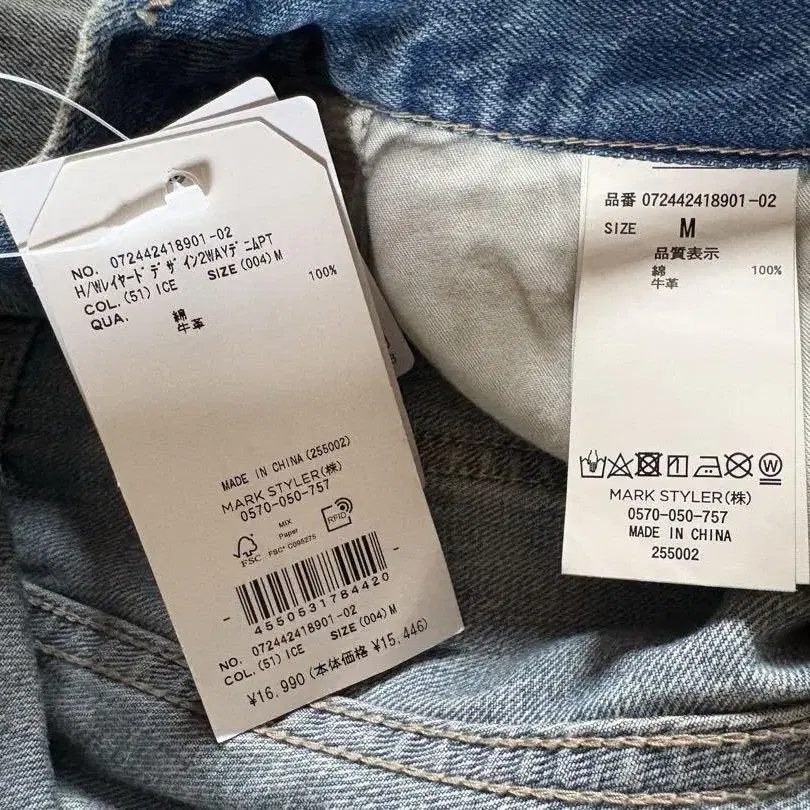 NO. 072442418901-02
H/Wレイヤードデザイン2WAYデニムPT
COL.(51)ICE SIZE(004)M
QUA. 綿 100%
牛革
MADE IN CHINA(255002)
MARK STYLER(株)
0570-050-757
FSC
MIX
Paper
FSC® C095275
RFID
4550531784420
NO. 072442418901-02
COL.(51)ICE SIZE(004)M
¥16,990(本体価格 ¥15,446)
品番 072442418901-02
SIZE M
品質表示
綿 100%
牛革
W
MARK STYLER(株)
0570-050-757
MADE IN CHINA
255002